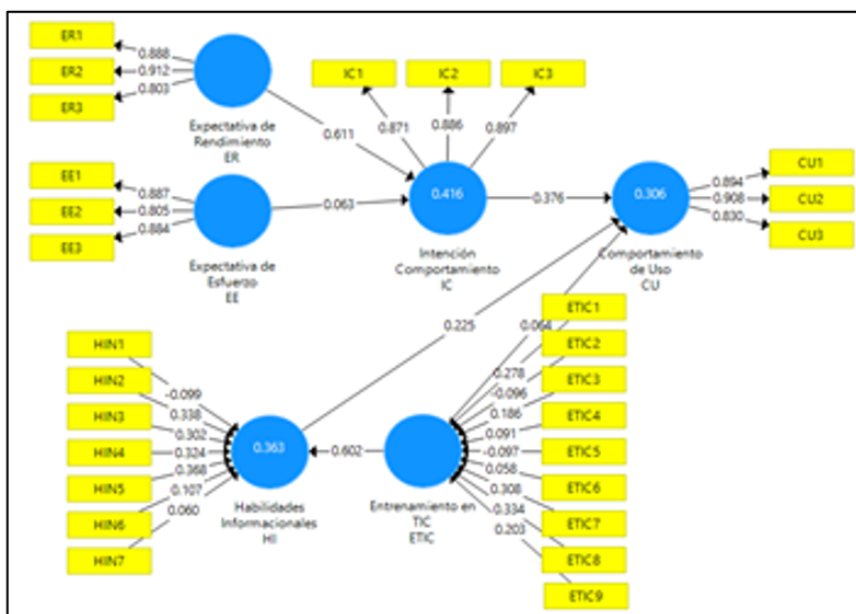 ER1
ER2
ER3
0.888
0.912
0.803
Expectativa de
Rendimiento
ER
0.611
IC1
IC2
IC3
0.871
0.886
0.897
EE1
EE2
EE3
0.887
0.805
0.884
Expectativa de
Esfuerzo
EE
0.063
0.416
Intención
Comportamiento
IC
0.376
0.306
Comportamiento
de Uso
CU
0.894
0.908
0.830
CU1
CU2
CU3
0.225
0.064
HIN1
HIN2
HIN3
HIN4
HIN5
HIN6
HIN7
-0.099
0.338
0.302
0.324
0.368
0.107
0.060
0.363
Habilidades
Informacionales
HI
0.602
Entrenamiento en
TIC
ETIC
0.278
-0.096
0.186
0.091
-0.097
0.058
0.308
0.334
0.203
ETIC1
ETIC2
ETIC3
ETIC4
ETIC5
ETIC6
ETIC7
ETIC8
ETIC9